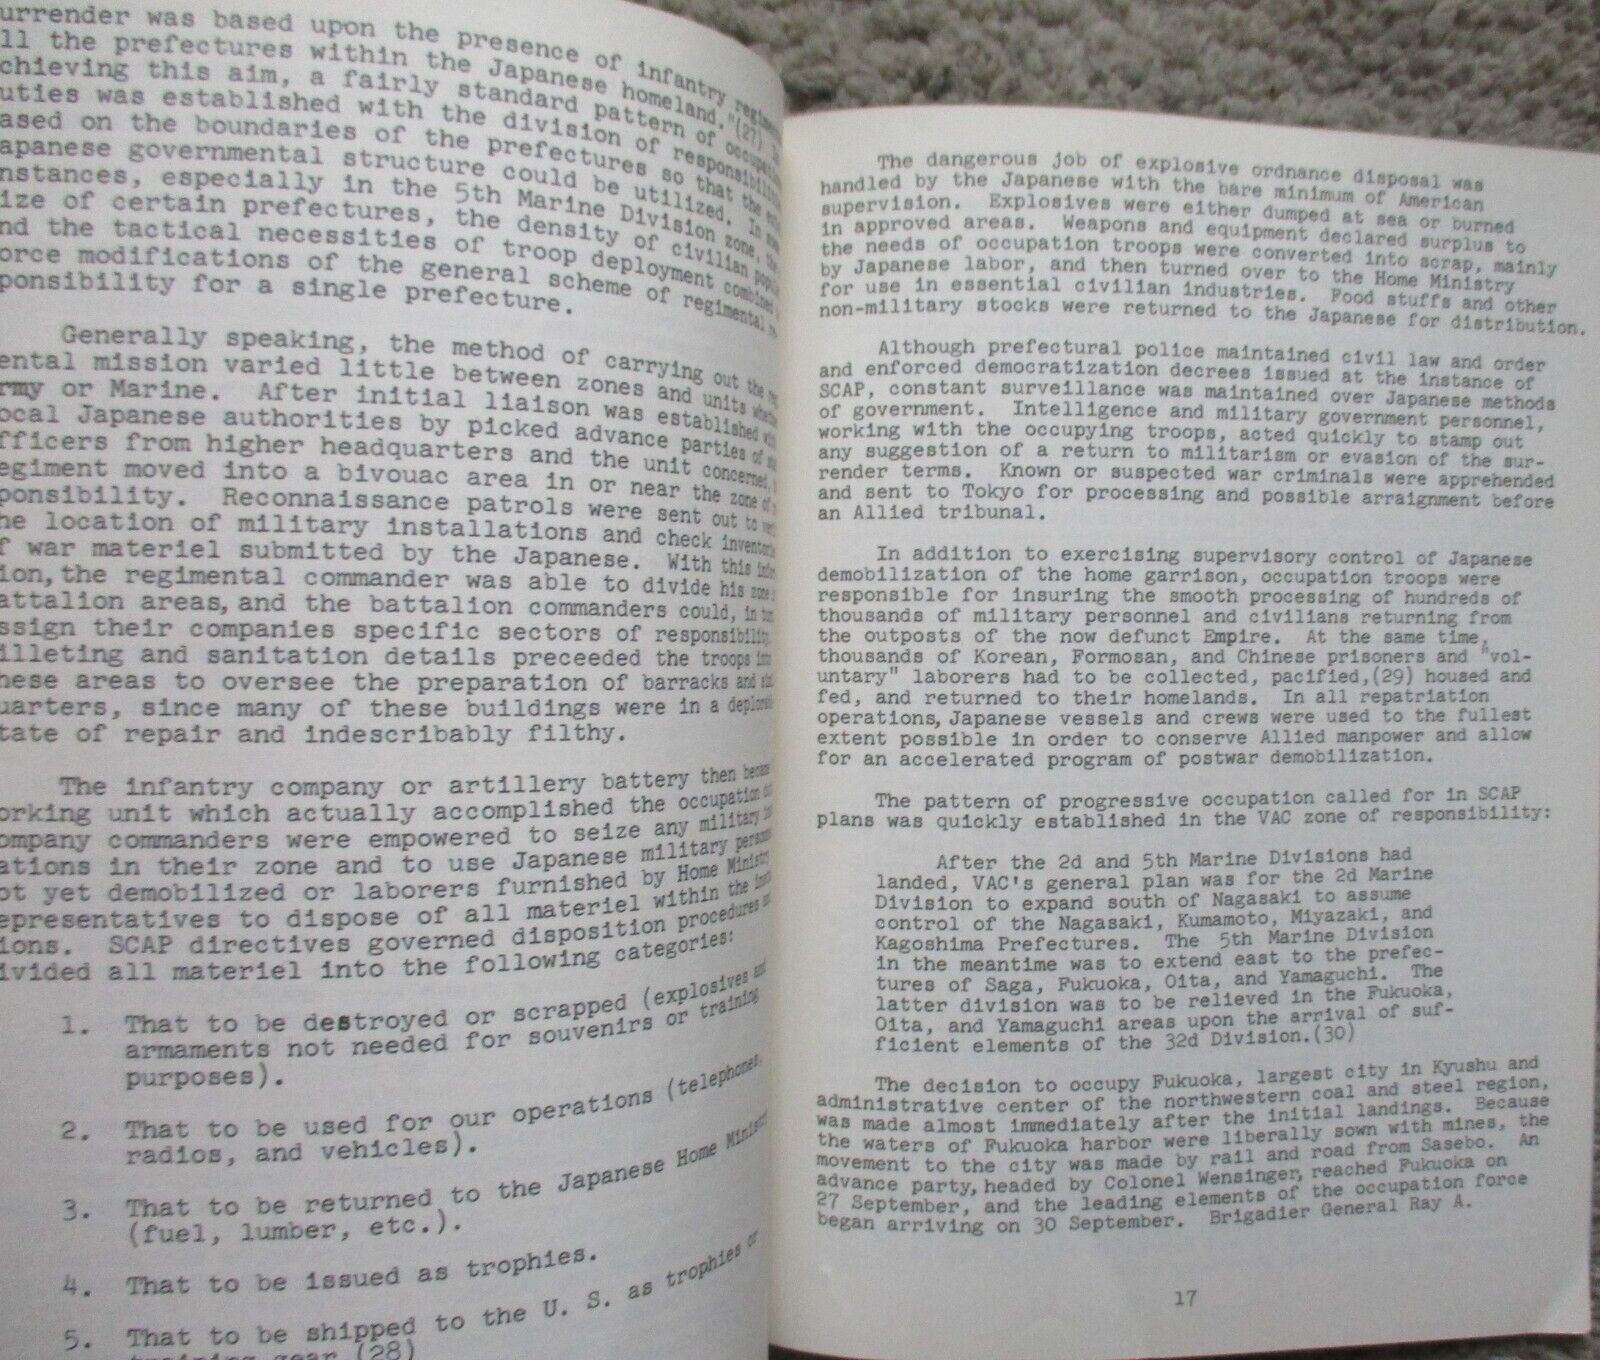 urrender was based upon the presence of infantry
ll the prefectures within the Japanese homeland."(27)
chieving this aim, a fairly standard pattern of
uties was established with the division of
ased on the boundaries of the prefectures so that the
apanese governmental structure could be utilized. In
nstances, especially in the 5th Marine Division zone, the
ize of certain prefectures, the density of civilian
nd the tactical necessities of troop deployment combined
orce modifications of the general scheme of regimental
ponsibility for a single prefecture.
Generally speaking, the method of carrying out the
ental mission varied little between zones and units
rmy or Marine. After initial liaison was established
ocal Japanese authorities by picked advance parties of
fficers from higher headquarters and the unit concerned,
egiment moved into a bivouac area in or near the zone of
ponsibility. Reconnaissance patrols were sent out to
he location of military installations and check
f war materiel submitted by the Japanese. With this
ion, the regimental commander was able to divide his zone
attalion areas, and the battalion commanders could, in
ssign their companies specific sectors of responsibility.
illeting and sanitation details preceeded the troops
hese areas to oversee the preparation of barracks and
uarters, since many of these buildings were in a
tate of repair and indescribably filthy.
The infantry company or artillery battery then
orking unit which actually accomplished the occupation
ompany commanders were empowered to seize any military
ations in their zone and to use Japanese military
ot yet demobilized or laborers furnished by Home Ministry
epresentatives to dispose of all materiel within the
ions. SCAP directives governed disposition procedures
ivided all materiel into the following categories:
1. That to be destroyed or scrapped (explosives and
armaments not needed for souvenirs or training
purposes).
2. That to be used for our operations (telephones,
radios, and vehicles).
3. That to be returned to the Japanese Home Ministry
(fuel, lumber, etc.).
4. That to be issued as trophies.
5. That to be shipped to the U. S. as trophies or
training gear (28)
The dangerous job of explosive ordnance disposal was
handled by the Japanese with the bare minimum of American
supervision. Explosives were either dumped at sea or burned
in approved areas. Weapons and equipment declared surplus to
the needs of occupation troops were converted into scrap, mainly
by Japanese labor, and then turned over to the Home Ministry
for use in essential civilian industries. Food stuffs and other
non-military stocks were returned to the Japanese for distribution.
Although prefectural police maintained civil law and order
and enforced democratization decrees issued at the instance of
SCAP, constant surveillance was maintained over Japanese methods
of government. Intelligence and military government personnel,
working with the occupying troops, acted quickly to stamp out
any suggestion of a return to militarism or evasion of the sur-
render terms. Known or suspected war criminals were apprehended
and sent to Tokyo for processing and possible arraignment before
an Allied tribunal.
In addition to exercising supervisory control of Japanese
demobilization of the home garrison, occupation troops were
responsible for insuring the smooth processing of hundreds of
thousands of military personnel and civilians returning from
the outposts of the now defunct Empire. At the same time,
thousands of Korean, Formosan, and Chinese prisoners and "vol-
untary" laborers had to be collected, pacified,(29) housed and
fed, and returned to their homelands. In all repatriation
operations, Japanese vessels and crews were used to the fullest
extent possible in order to conserve Allied manpower and allow
for an accelerated program of postwar demobilization.
The pattern of progressive occupation called for in SCAP
plans was quickly established in the VAC zone of responsibility:
After the 2d and 5th Marine Divisions had
landed, VAC's general plan was for the 2d Marine
Division to expand south of Nagasaki to assume
control of the Nagasaki, Kumamoto, Miyazaki, and
Kagoshima Prefectures. The 5th Marine Division
in the meantime was to extend east to the prefec-
tures of Saga, Fukuoka, Oita, and Yamaguchi. The
latter division was to be relieved in the Fukuoka,
Oita, and Yamaguchi areas upon the arrival of suf-
ficient elements of the 32d Division.(30)
The decision to occupy Fukuoka, largest city in Kyushu and
administrative center of the northwestern coal and steel region,
was made almost immediately after the initial landings. Because
the waters of Fukuoka harbor were liberally sown with mines, the
movement to the city was made by rail and road from Sasebo. An
advance party, headed by Colonel Wensinger, reached Fukuoka on
27 September, and the leading elements of the occupation force
began arriving on 30 September. Brigadier General Ray A.
17